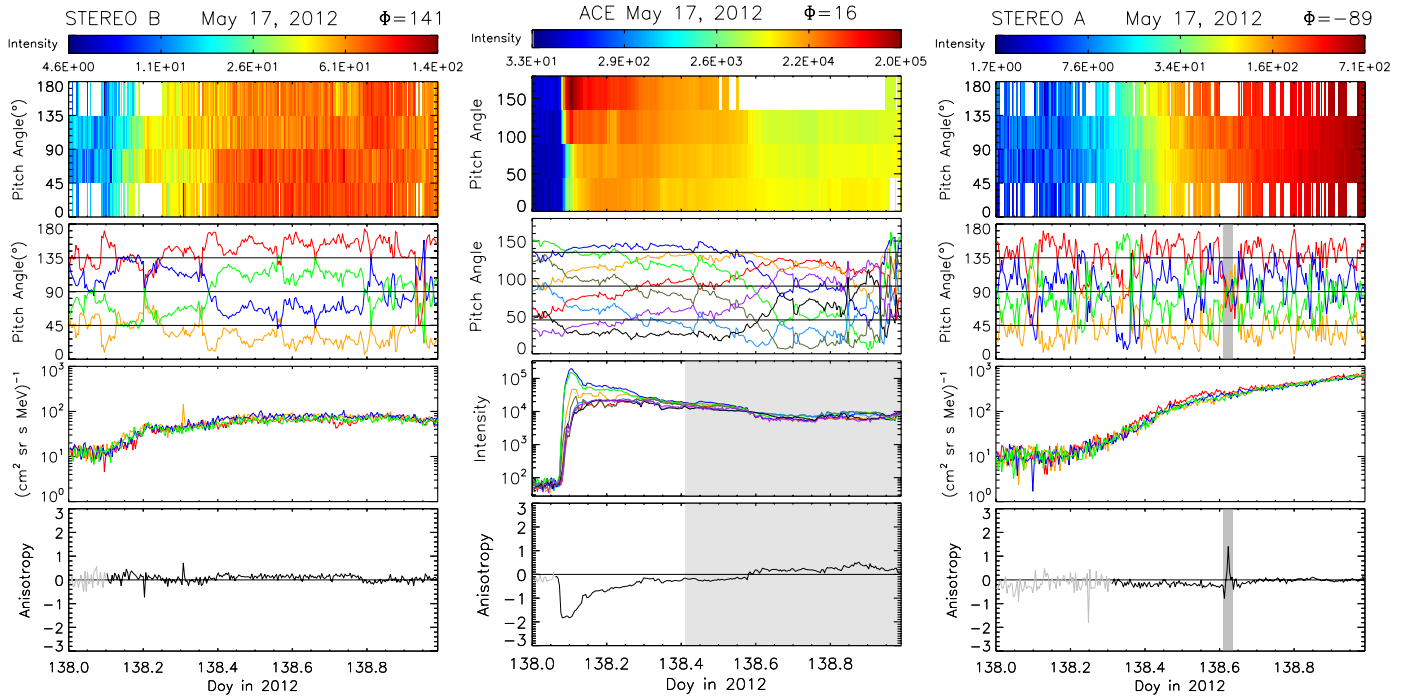 STEREO B May 17, 2012 Φ=141
Intensity
4.6E+00 1.1E+01 2.6E+01 6.1E+01 1.4E+02
Pitch Angle(°)
180
135
90
45
0
Pitch Angle(°)
180
135
90
45
0
(cm² sr s MeV)⁻¹
10³
10²
10¹
10⁰
Anisotropy
3
2
1
0
-1
-2
-3
138.0 138.2 138.4 138.6 138.8
Doy in 2012
ACE May 17, 2012 Φ=16
Intensity
3.3E+01 2.9E+02 2.6E+03 2.2E+04 2.0E+05
Pitch Angle
150
100
50
0
Pitch Angle
150
100
50
0
Intensity
10⁵
10⁴
10³
10²
Anisotropy
3
2
1
0
-1
-2
-3
138.0 138.2 138.4 138.6 138.8
Doy in 2012
STEREO A May 17, 2012 Φ=-89
Intensity
1.7E+00 7.6E+00 3.4E+01 1.6E+02 7.1E+02
Pitch Angle(°)
180
135
90
45
0
Pitch Angle(°)
180
135
90
45
0
(cm² sr s MeV)⁻¹
10³
10²
10¹
10⁰
Anisotropy
3
2
1
0
-1
-2
-3
138.0 138.2 138.4 138.6 138.8
Doy in 2012